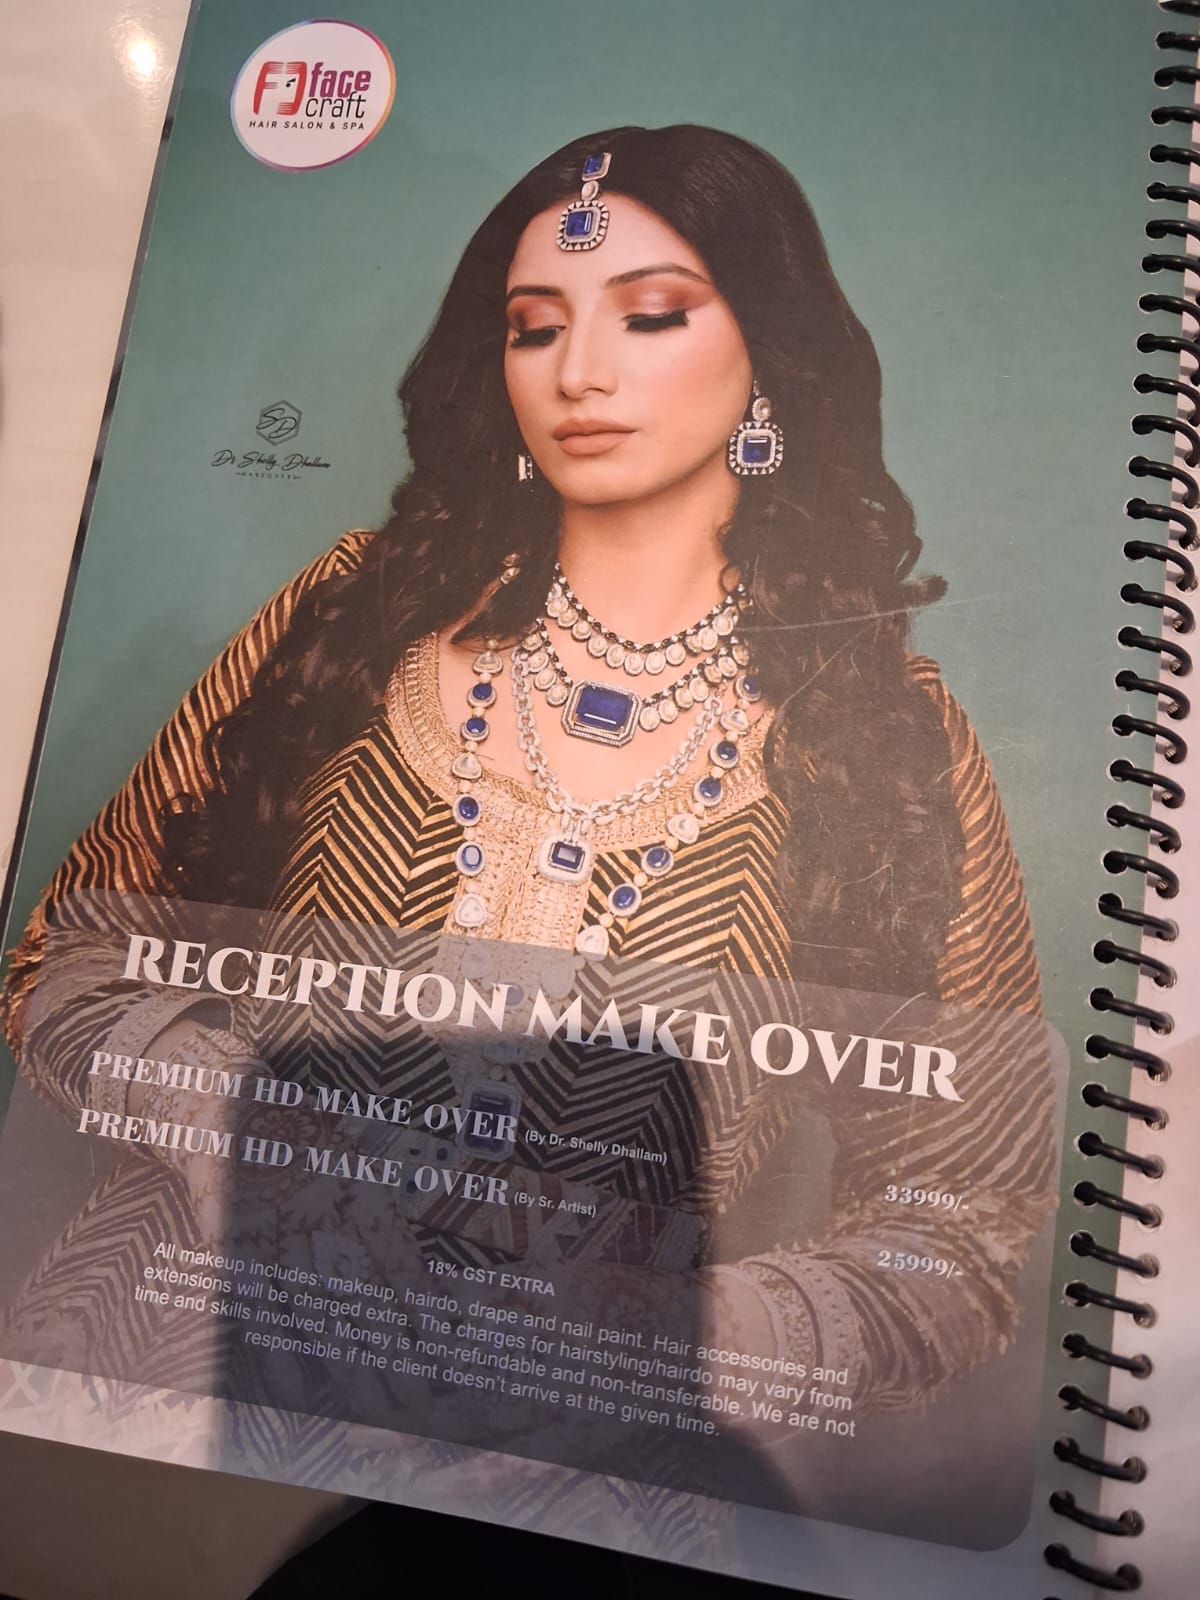 face
craft
HAIR SALON & SPA
SD
Dr Shelly Dhallam
MAKEOVERS
RECEPTION MAKE OVER
PREMIUM HD MAKE OVER (By Dr. Shelly Dhallam) 33999/-
PREMIUM HD MAKE OVER (By Sr. Artist) 25999/-
18% GST EXTRA
All makeup includes: makeup, hairdo, drape and nail paint. Hair accessories and
extensions will be charged extra. The charges for hairstyling/hairdo may vary from
time and skills involved. Money is non-refundable and non-transferable. We are not
responsible if the client doesn't arrive at the given time.